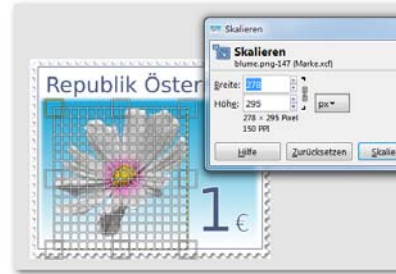 Skalieren
Skalieren
blume.png-147 (Marke.xcf)
Republik Öster
Breite: 278
Höhe: 295 px
278 × 295 Pixel
150 PPI
Hilfe Zurücksetzen Skalie
1€